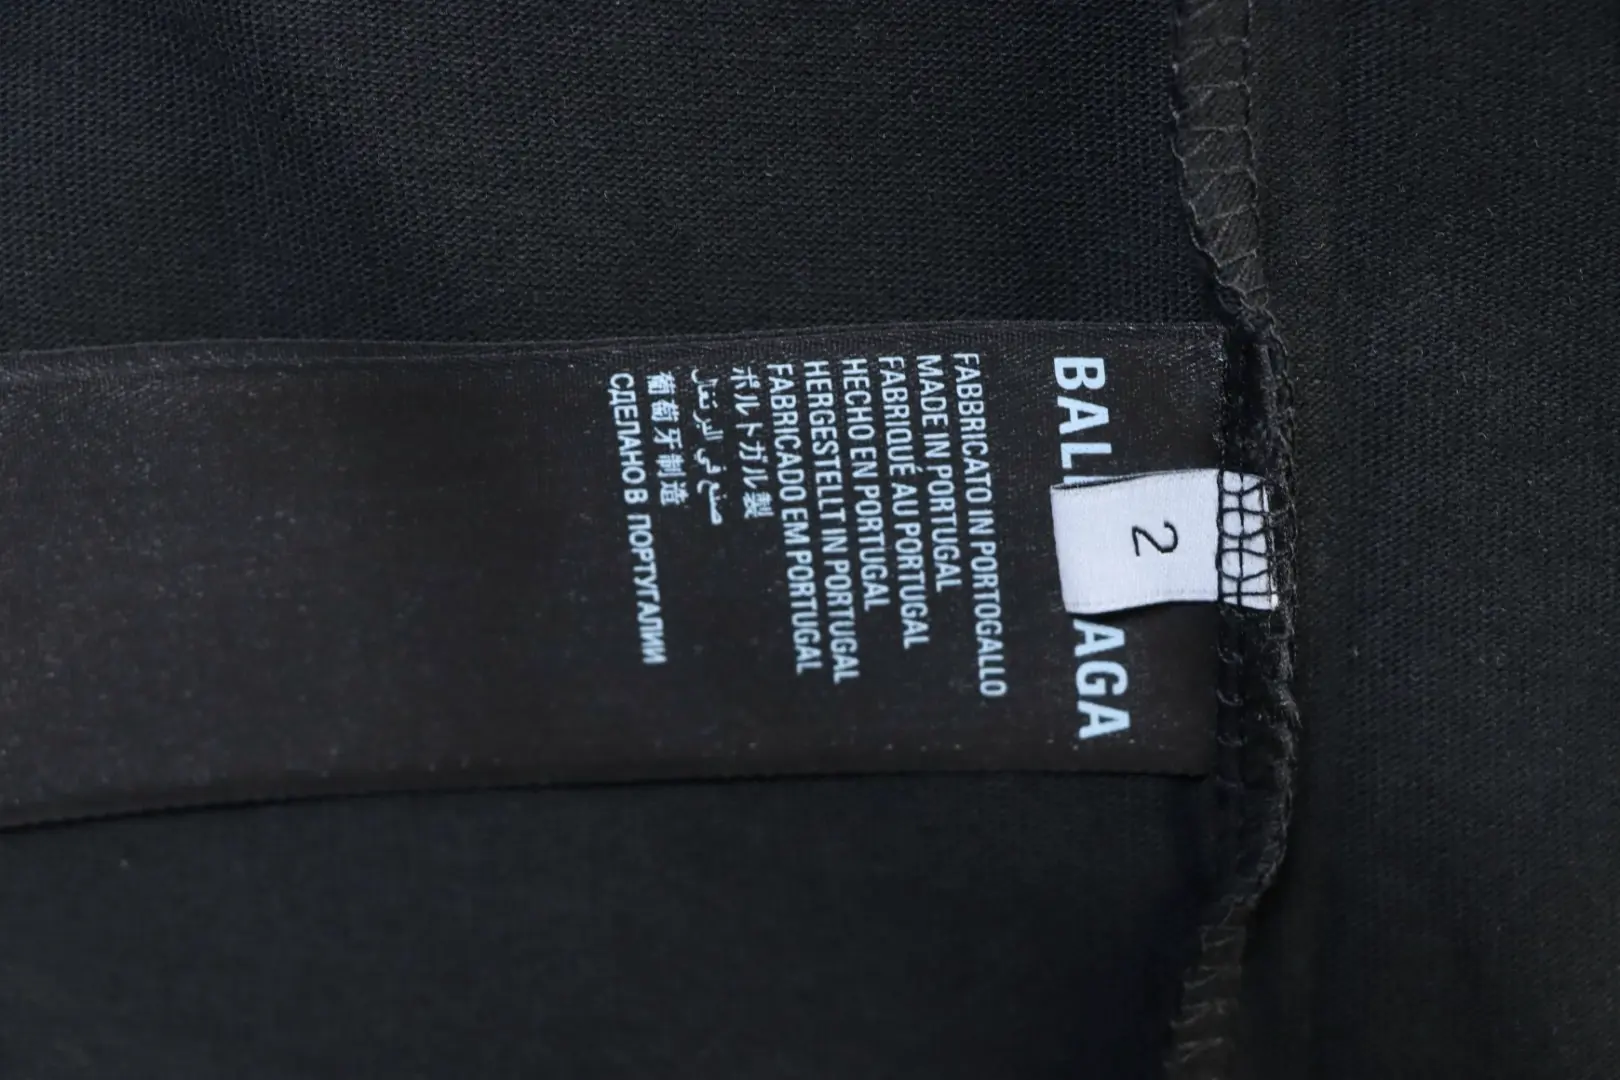 BAL AGA
2
FABBRICATO IN PORTOGALLO
MADE IN PORTUGAL
FABRIQUÉ AU PORTUGAL
HECHO EN PORTUGAL
HERGESTELLT IN PORTUGAL
FABRICADO EM PORTUGAL
ポルトガル製
صنع في البرتغال
葡萄牙制造
СДЕЛАНО В ПОРТУГАЛИИ